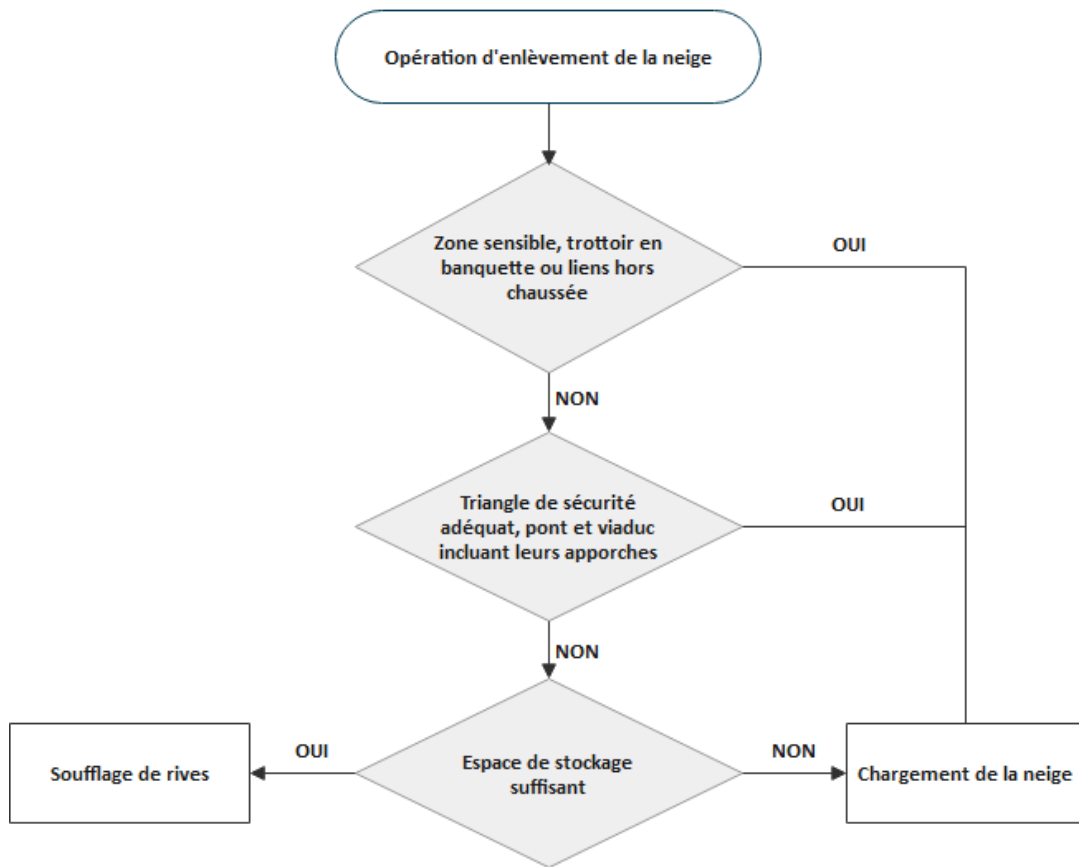 Opération d'enlèvement de la neige
Zone sensible, trottoir en
banquette ou liens hors
chaussée
OUI
NON
Triangle de sécurité
adéquat, pont et viaduc
incluant leurs apporches
OUI
NON
Soufflage de rives
OUI
Espace de stockage
suffisant
NON
Chargement de la neige